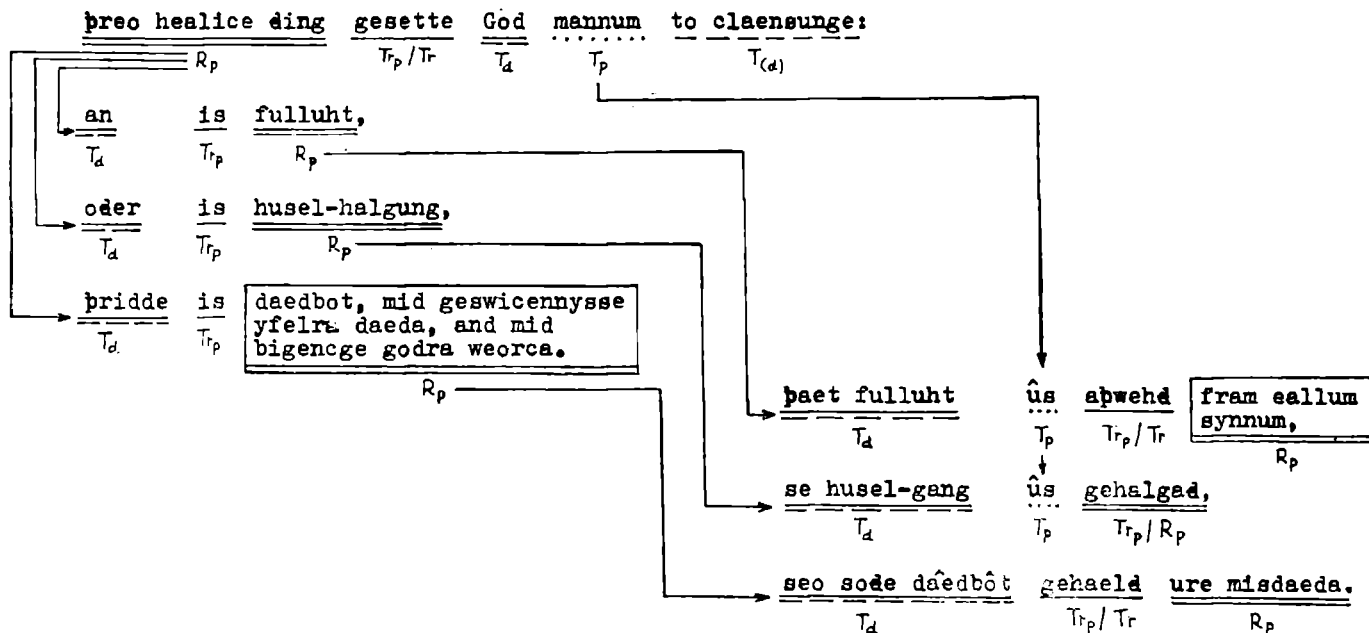 þreo healice ding gesette God mannum to claensunge:
Rp Trp/Tr Td Tp T(d)
an is fulluht,
Td Trp Rp
oder is husel-halgung,
Td Trp Rp
þridde is daedbot, mid geswicennysse
yfelra daeda, and mid
bigencge godra weorca.
Td Trp
Rp
þaet fulluht ûs aþwehd fram eallum
synnum,
Td Tp Trp/Tr
Rp
se husel-gang ûs gehalgad,
Td Tp Trp/Rp
seo sode dâedbôt gehaeld ure misdaeda.
Td Trp/Tr Rp